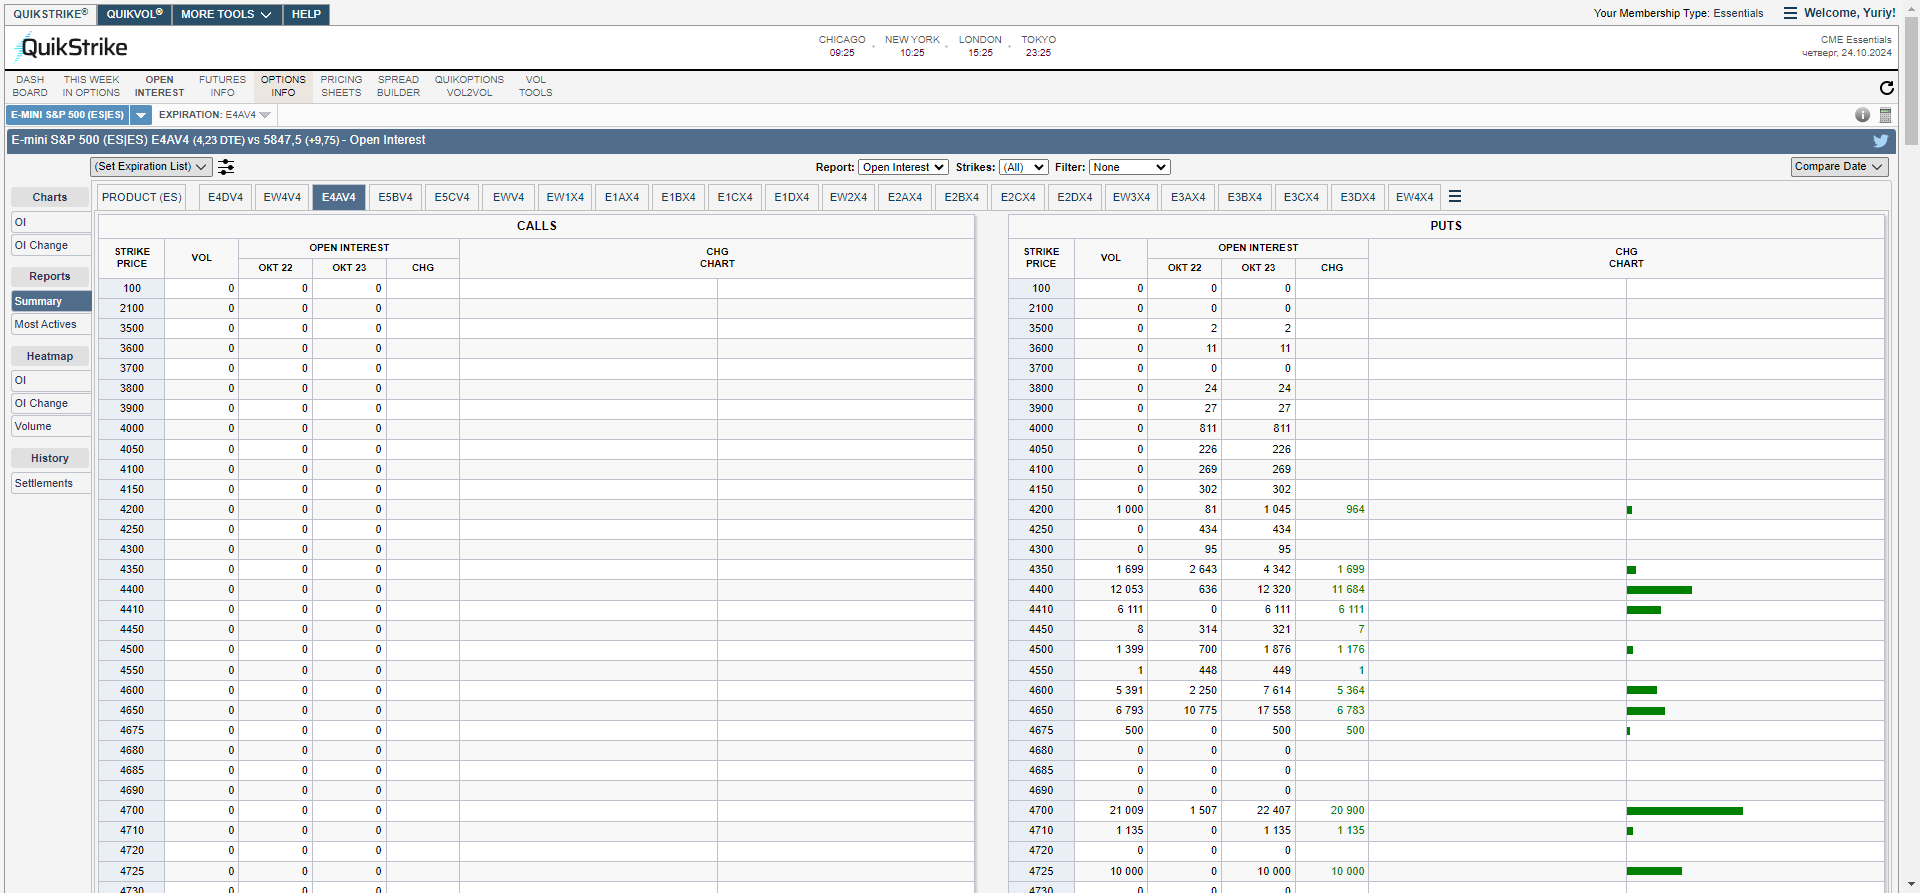 QUIKSTRIKE® QUIKVOL® MORE TOOLS HELP Your Membership Type: Essentials Welcome, Yuriy!
QuikStrike CHICAGO NEW YORK LONDON TOKYO CME Essentials
09:25 10:25 15:25 23:25 четверг, 24.10.2024
DASH THIS WEEK OPEN FUTURES OPTIONS PRICING SPREAD QUIKOPTIONS VOL
BOARD IN OPTIONS INTEREST INFO INFO SHEETS BUILDER VOL2VOL TOOLS
E-MINI S&P 500 (ES|ES) EXPIRATION: E4AV4
E-mini S&P 500 (ES|ES) E4AV4 (4,23 DTE) vs 5847,5 (+9,75) - Open Interest
(Set Expiration List) Report: Open Interest Strikes: (All) Filter: None Compare Date
PRODUCT (ES) E4DV4 EW4V4 E4AV4 E5BV4 E5CV4 EWV4 EW1X4 E1AX4 E1BX4 E1CX4 E1DX4 EW2X4 E2AX4 E2BX4 E2CX4 E2DX4 EW3X4 E3AX4 E3BX4 E3CX4 E3DX4 EW4X4
Charts
OI
OI Change
Reports
Summary
Most Actives
Heatmap
OI
OI Change
Volume
History
Settlements
CALLS PUTS
STRIKE PRICE VOL OPEN INTEREST CHG CHART STRIKE PRICE VOL OPEN INTEREST CHG CHART
ОКТ 22 ОКТ 23 CHG ОКТ 22 ОКТ 23 CHG
100 0 0 0 100 0 0 0
2100 0 0 0 2100 0 0 0
3500 0 0 0 3500 0 2 2
3600 0 0 0 3600 0 11 11
3700 0 0 0 3700 0 0 0
3800 0 0 0 3800 0 24 24
3900 0 0 0 3900 0 27 27
4000 0 0 0 4000 0 811 811
4050 0 0 0 4050 0 226 226
4100 0 0 0 4100 0 269 269
4150 0 0 0 4150 0 302 302
4200 0 0 0 4200 1 000 81 1 045 964
4250 0 0 0 4250 0 434 434
4300 0 0 0 4300 0 95 95
4350 0 0 0 4350 1 699 2 643 4 342 1 699
4400 0 0 0 4400 12 053 636 12 320 11 684
4410 0 0 0 4410 6 111 0 6 111 6 111
4450 0 0 0 4450 8 314 321 7
4500 0 0 0 4500 1 399 700 1 876 1 176
4550 0 0 0 4550 1 448 449 1
4600 0 0 0 4600 5 391 2 250 7 614 5 364
4650 0 0 0 4650 6 793 10 775 17 558 6 783
4675 0 0 0 4675 500 0 500 500
4680 0 0 0 4680 0 0 0
4685 0 0 0 4685 0 0 0
4690 0 0 0 4690 0 0 0
4700 0 0 0 4700 21 009 1 507 22 407 20 900
4710 0 0 0 4710 1 135 0 1 135 1 135
4720 0 0 0 4720 0 0 0
4725 0 0 0 4725 10 000 0 10 000 10 000
4730 0 0 0 4730 0 0 0